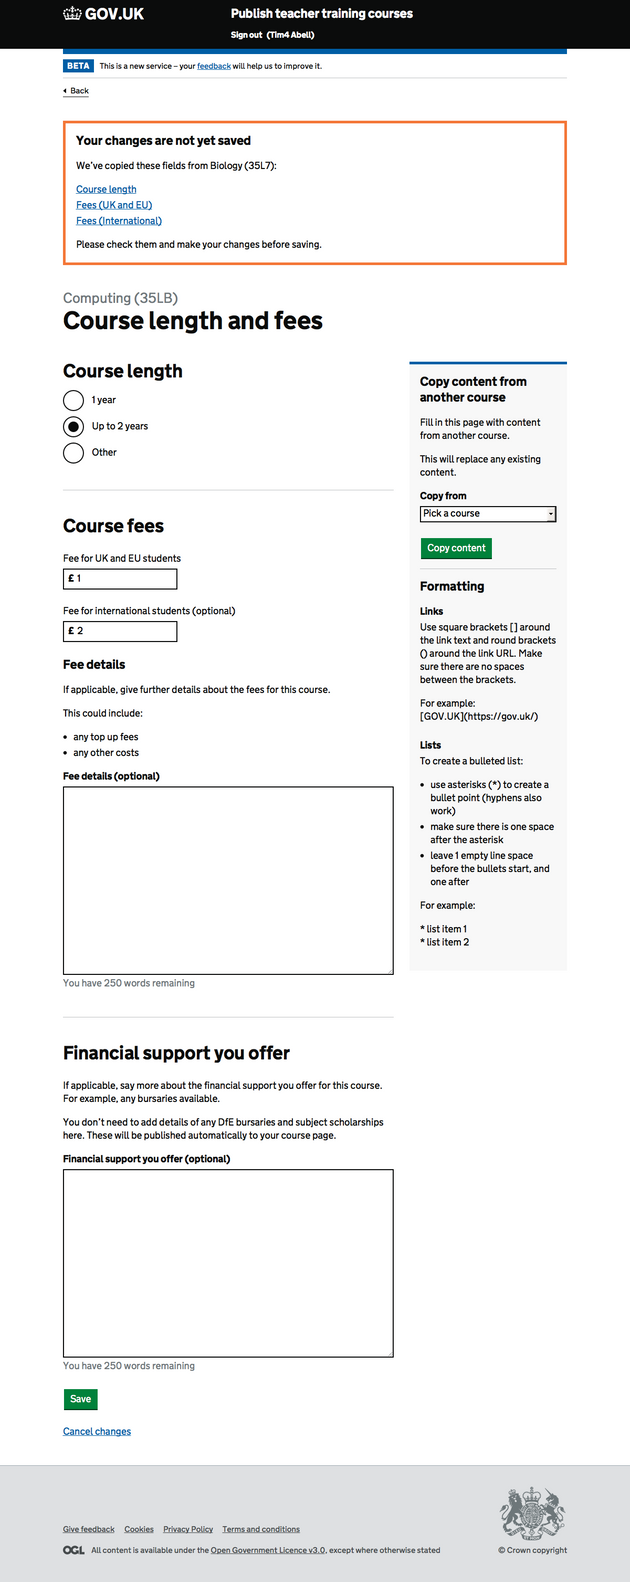 GOV.UK
Publish teacher training courses
Sign out (Tim4 Abell)
BETA This is a new service – your feedback will help us to improve it.
Back
Your changes are not yet saved
We've copied these fields from Biology (35L7):
Course length
Fees (UK and EU)
Fees (International)
Please check them and make your changes before saving.
Computing (35LB)
Course length and fees
Course length
1 year
Up to 2 years
Other
Course fees
Fee for UK and EU students
£ 1
Fee for international students (optional)
£ 2
Fee details
If applicable, give further details about the fees for this course.
This could include:
• any top up fees
• any other costs
Fee details (optional)
You have 250 words remaining
Financial support you offer
If applicable, say more about the financial support you offer for this course.
For example, any bursaries available.
You don't need to add details of any DfE bursaries and subject scholarships
here. These will be published automatically to your course page.
Financial support you offer (optional)
You have 250 words remaining
Save
Cancel changes
Copy content from
another course
Fill in this page with content
from another course.
This will replace any existing
content.
Copy from
Pick a course
Copy content
Formatting
Links
Use square brackets [] around
the link text and round brackets
() around the link URL. Make
sure there are no spaces
between the brackets.
For example:
[GOV.UK](https://gov.uk/)
Lists
To create a bulleted list:
• use asterisks (*) to create a
bullet point (hyphens also
work)
• make sure there is one space
after the asterisk
• leave 1 empty line space
before the bullets start, and
one after
For example:
* list item 1
* list item 2
Give feedback Cookies Privacy Policy Terms and conditions
OGL All content is available under the Open Government Licence v3.0, except where otherwise stated
© Crown copyright